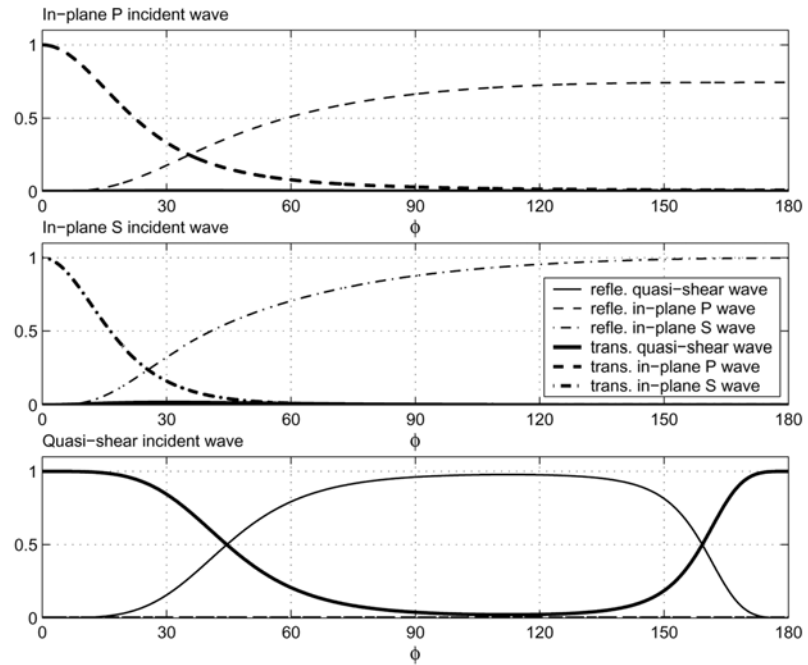 In-plane P incident wave
1
0.5
0
0 30 60 90 120 150 180
ϕ
In-plane S incident wave
1
0.5
0
0 30 60 90 120 150 180
ϕ
refle. quasi-shear wave
refle. in-plane P wave
refle. in-plane S wave
trans. quasi-shear wave
trans. in-plane P wave
trans. in-plane S wave
Quasi-shear incident wave
1
0.5
0
0 30 60 90 120 150 180
ϕ